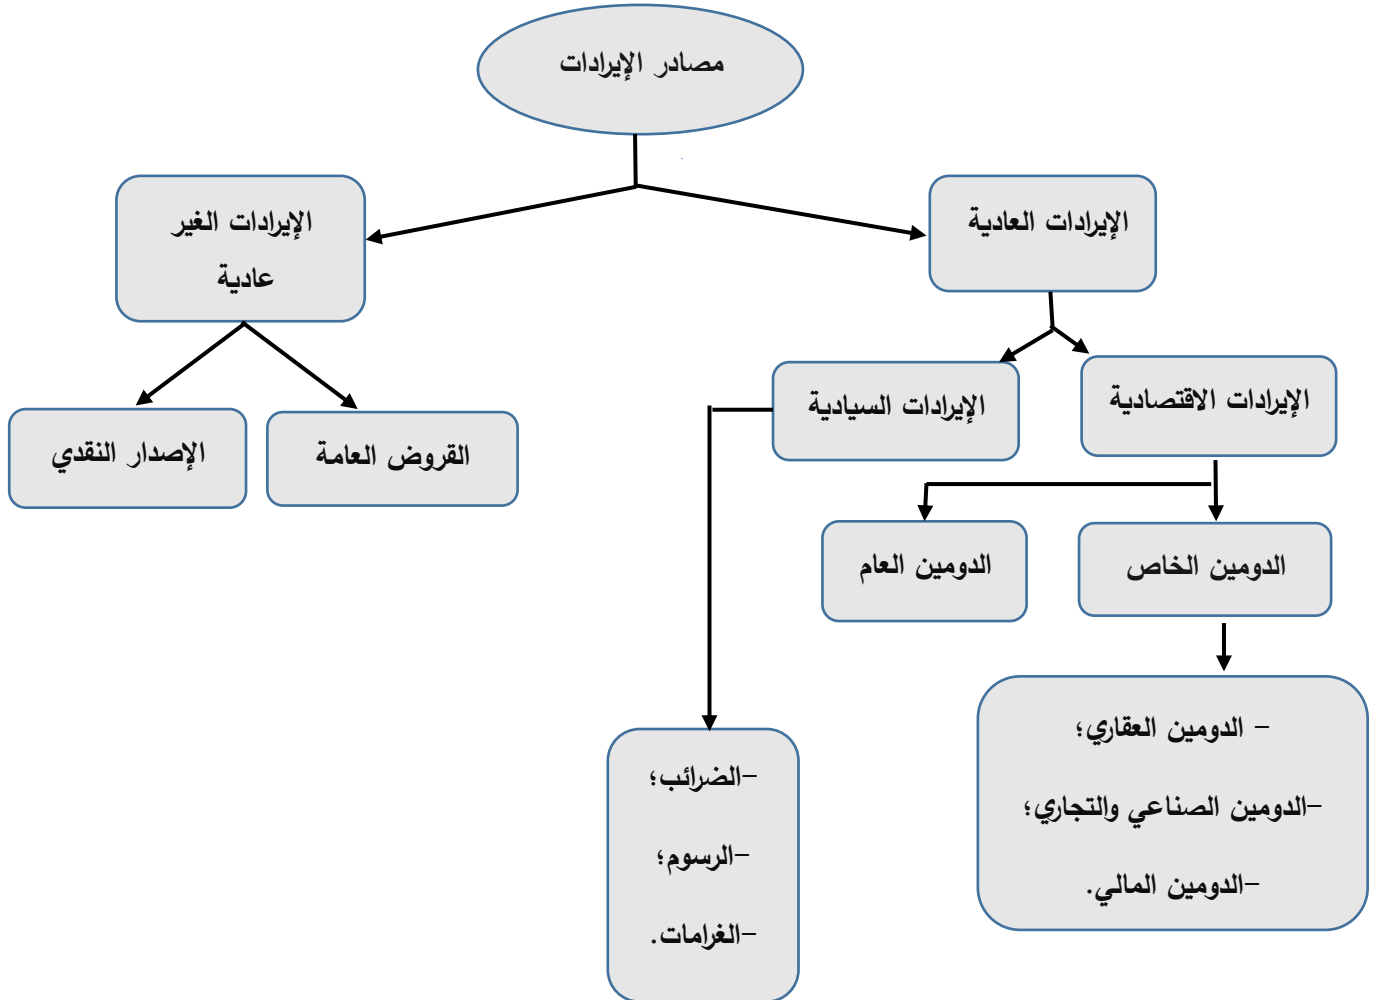 مصادر الإيرادات
الإيرادات العادية
الإيرادات الغير
عادية
الإيرادات الاقتصادية
الإيرادات السيادية
القروض العامة
الإصدار النقدي
الدومين الخاص
الدومين العام
- الدومين العقاري؛
-الدومين الصناعي والتجاري؛
-الدومين المالي.
-الضرائب؛
-الرسوم؛
-الغرامات.